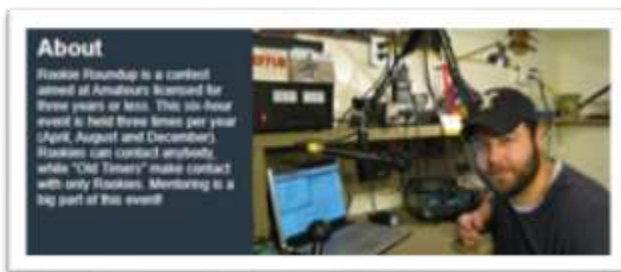 About
Rookie Roundup is a contest
aimed at Amateurs licensed for
three years or less. This six-hour
event is held three times per year
(April, August and December).
Rookies can contact anybody,
while "Old Timers" make contact
with only Rookies. Mentoring is a
big part of this event!